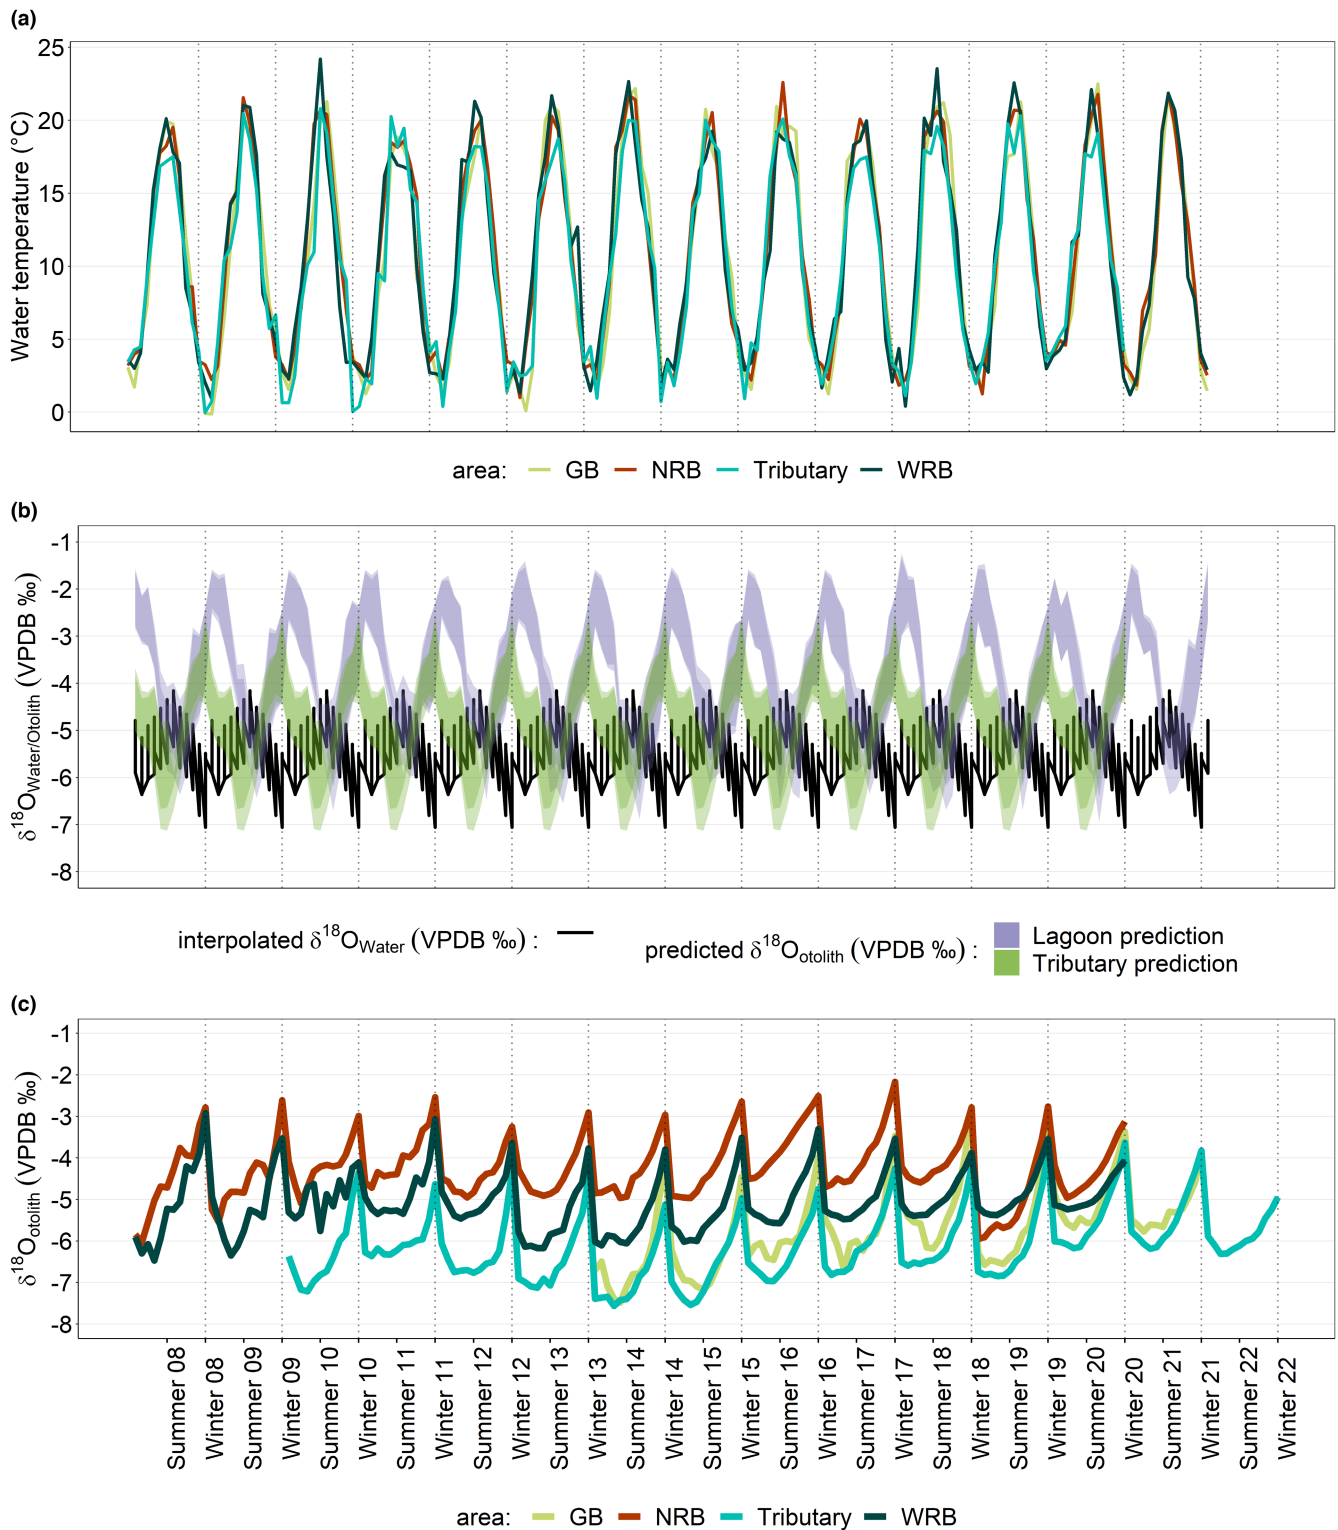 (a)
Water temperature (°C)
25
20
15
10
5
0
area: GB NRB Tributary WRB
(b)
δ18OWater/Otolith (VPDB ‰)
-1
-2
-3
-4
-5
-6
-7
-8
interpolated δ18OWater (VPDB ‰) :
predicted δ18Ootolith (VPDB ‰) :
Lagoon prediction
Tributary prediction
(c)
δ18OOtolith (VPDB ‰)
-1
-2
-3
-4
-5
-6
-7
-8
Summer 08
Winter 08
Summer 09
Winter 09
Summer 10
Winter 10
Summer 11
Winter 11
Summer 12
Winter 12
Summer 13
Winter 13
Summer 14
Winter 14
Summer 15
Winter 15
Summer 16
Winter 16
Summer 17
Winter 17
Summer 18
Winter 18
Summer 19
Winter 19
Summer 20
Winter 20
Summer 21
Winter 21
Summer 22
Winter 22
area: GB NRB Tributary WRB